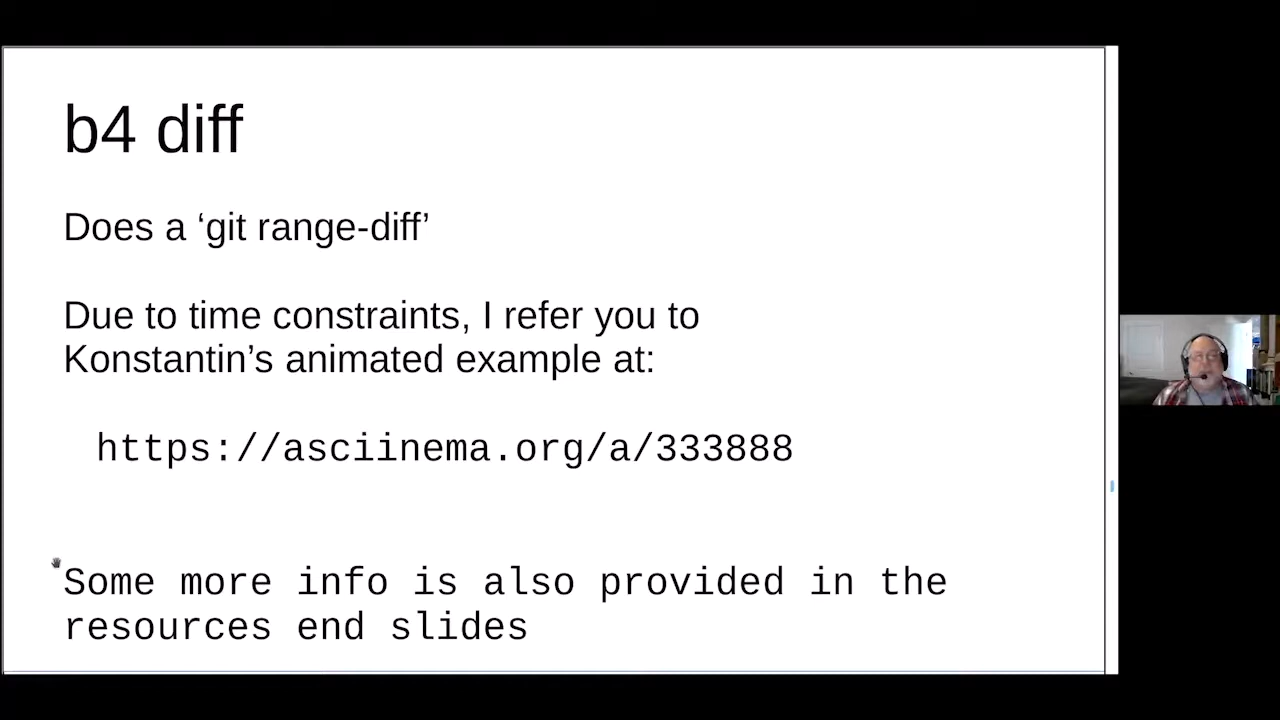 b4 diff
Does a ‘git range-diff’
Due to time constraints, I refer you to
Konstantin’s animated example at:
https://asciinema.org/a/333888
Some more info is also provided in the
resources end slides